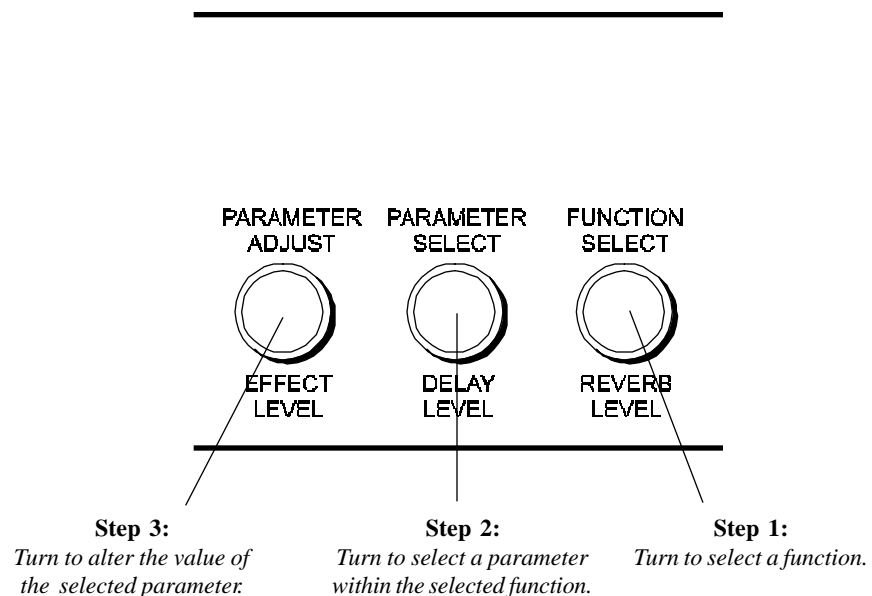 PARAMETER ADJUST
PARAMETER SELECT
FUNCTION SELECT
EFFECT LEVEL
DELAY LEVEL
REVERB LEVEL
Step 3:
Turn to alter the value of
the selected parameter.
Step 2:
Turn to select a parameter
within the selected function.
Step 1:
Turn to select a function.